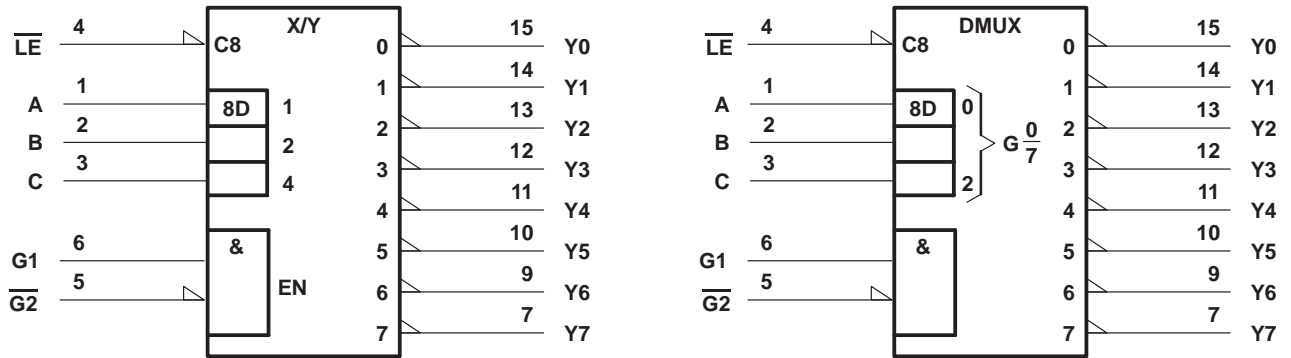 4 X/Y 15
LE C8 0 Y0
1 14
A 8D 1 1 Y1
2 13
B 2 2 Y2
3 12
C 4 3 Y3
11
4 Y4
6 10
G1 & 5 Y5
5 9
G2 EN 6 Y6
7
7 Y7
4 DMUX 15
LE C8 0 Y0
1 14
A 8D 0 1 Y1
2 13
B G 0/7 2 Y2
3 12
C 2 3 Y3
11
4 Y4
6 10
G1 & 5 Y5
5 9
G2 6 Y6
7
7 Y7